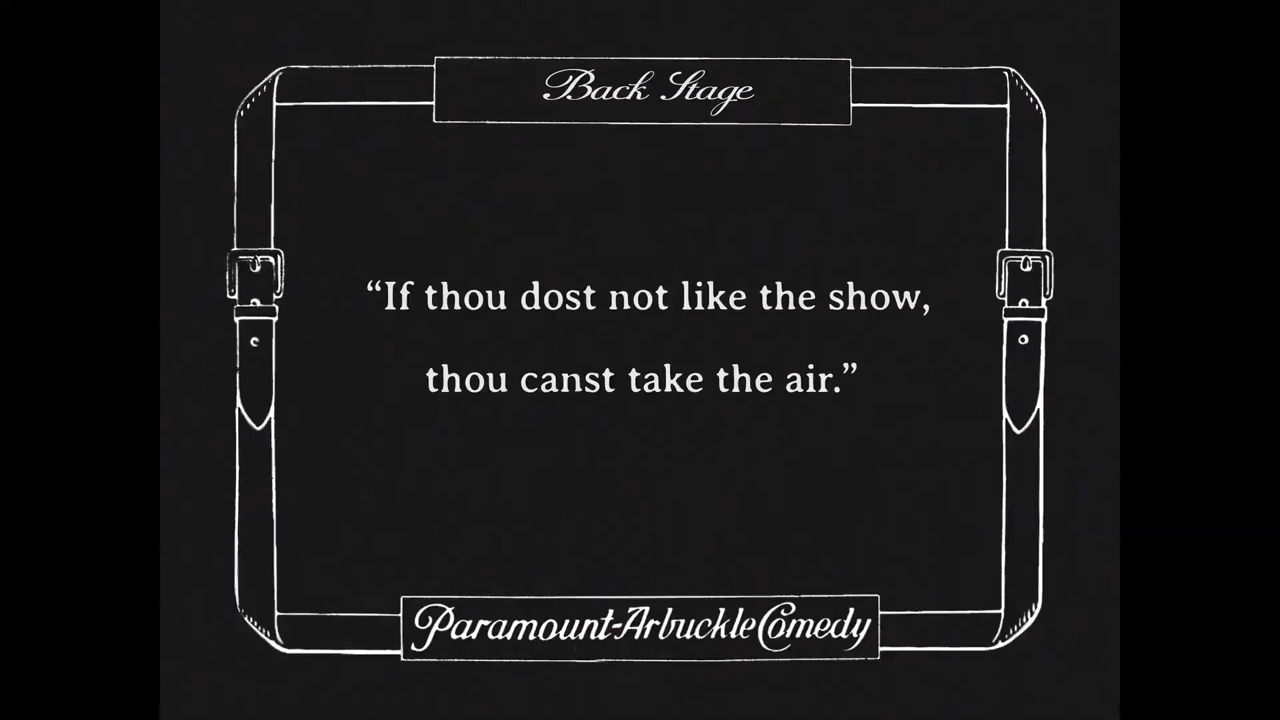 Back Stage
“If thou dost not like the show,
thou canst take the air.”
Paramount-Arbuckle Comedy